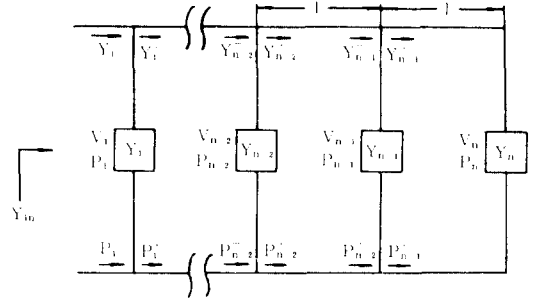 l l
Y₁⁻ Y₁⁺ Yₙ₋₂⁻ Yₙ₋₂⁺ Yₙ₋₁⁻ Yₙ₋₁⁺
V₁ Y₁ Vₙ₋₂ Yₙ₋₂ Vₙ₋₁ Yₙ₋₁ Vₙ Yₙ
P₁ Pₙ₋₂ Pₙ₋₁ Pₙ
Yᵢₙ
P₁⁻ P₁⁺ Pₙ₋₂⁻ Pₙ₋₂⁺ Pₙ₋₁⁻ Pₙ₋₁⁺